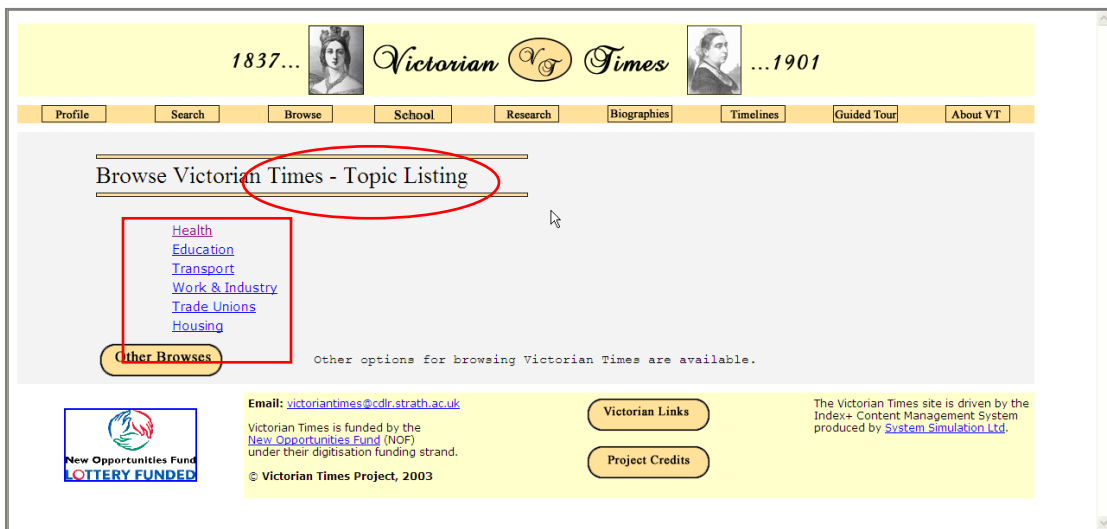 1837... Victorian VT Times ...1901
Profile Search Browse School Research Biographies Timelines Guided Tour About VT
Browse Victorian Times - Topic Listing
Health
Education
Transport
Work & Industry
Trade Unions
Housing
Other Browses Other options for browsing Victorian Times are available.
New Opportunities Fund
LOTTERY FUNDED
Email: victoriantimes@cdlr.strath.ac.uk
Victorian Times is funded by the
New Opportunities Fund (NOF)
under their digitisation funding strand.
© Victorian Times Project, 2003
Victorian Links
Project Credits
The Victorian Times site is driven by the
Index+ Content Management System
produced by System Simulation Ltd.